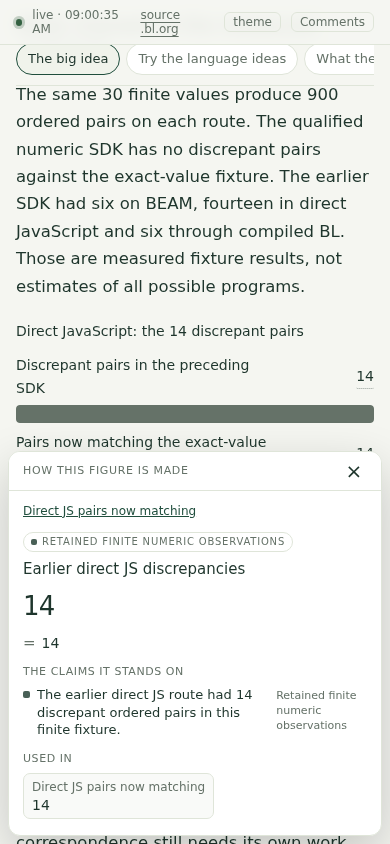 live · 09:00:35
AM
source
.bl.org
theme
Comments
The big idea
Try the language ideas
What the
The same 30 finite values produce 900
ordered pairs on each route. The qualified
numeric SDK has no discrepant pairs
against the exact-value fixture. The earlier
SDK had six on BEAM, fourteen in direct
JavaScript and six through compiled BL.
Those are measured fixture results, not
estimates of all possible programs.
Direct JavaScript: the 14 discrepant pairs
Discrepant pairs in the preceding
SDK
14
Pairs now matching the exact-value
14
HOW THIS FIGURE IS MADE
×
Direct JS pairs now matching
RETAINED FINITE NUMERIC OBSERVATIONS
Earlier direct JS discrepancies
14
= 14
THE CLAIMS IT STANDS ON
The earlier direct JS route had 14
discrepant ordered pairs in this
finite fixture.
Retained finite
numeric
observations
USED IN
Direct JS pairs now matching
14
correspondence still needs its own work